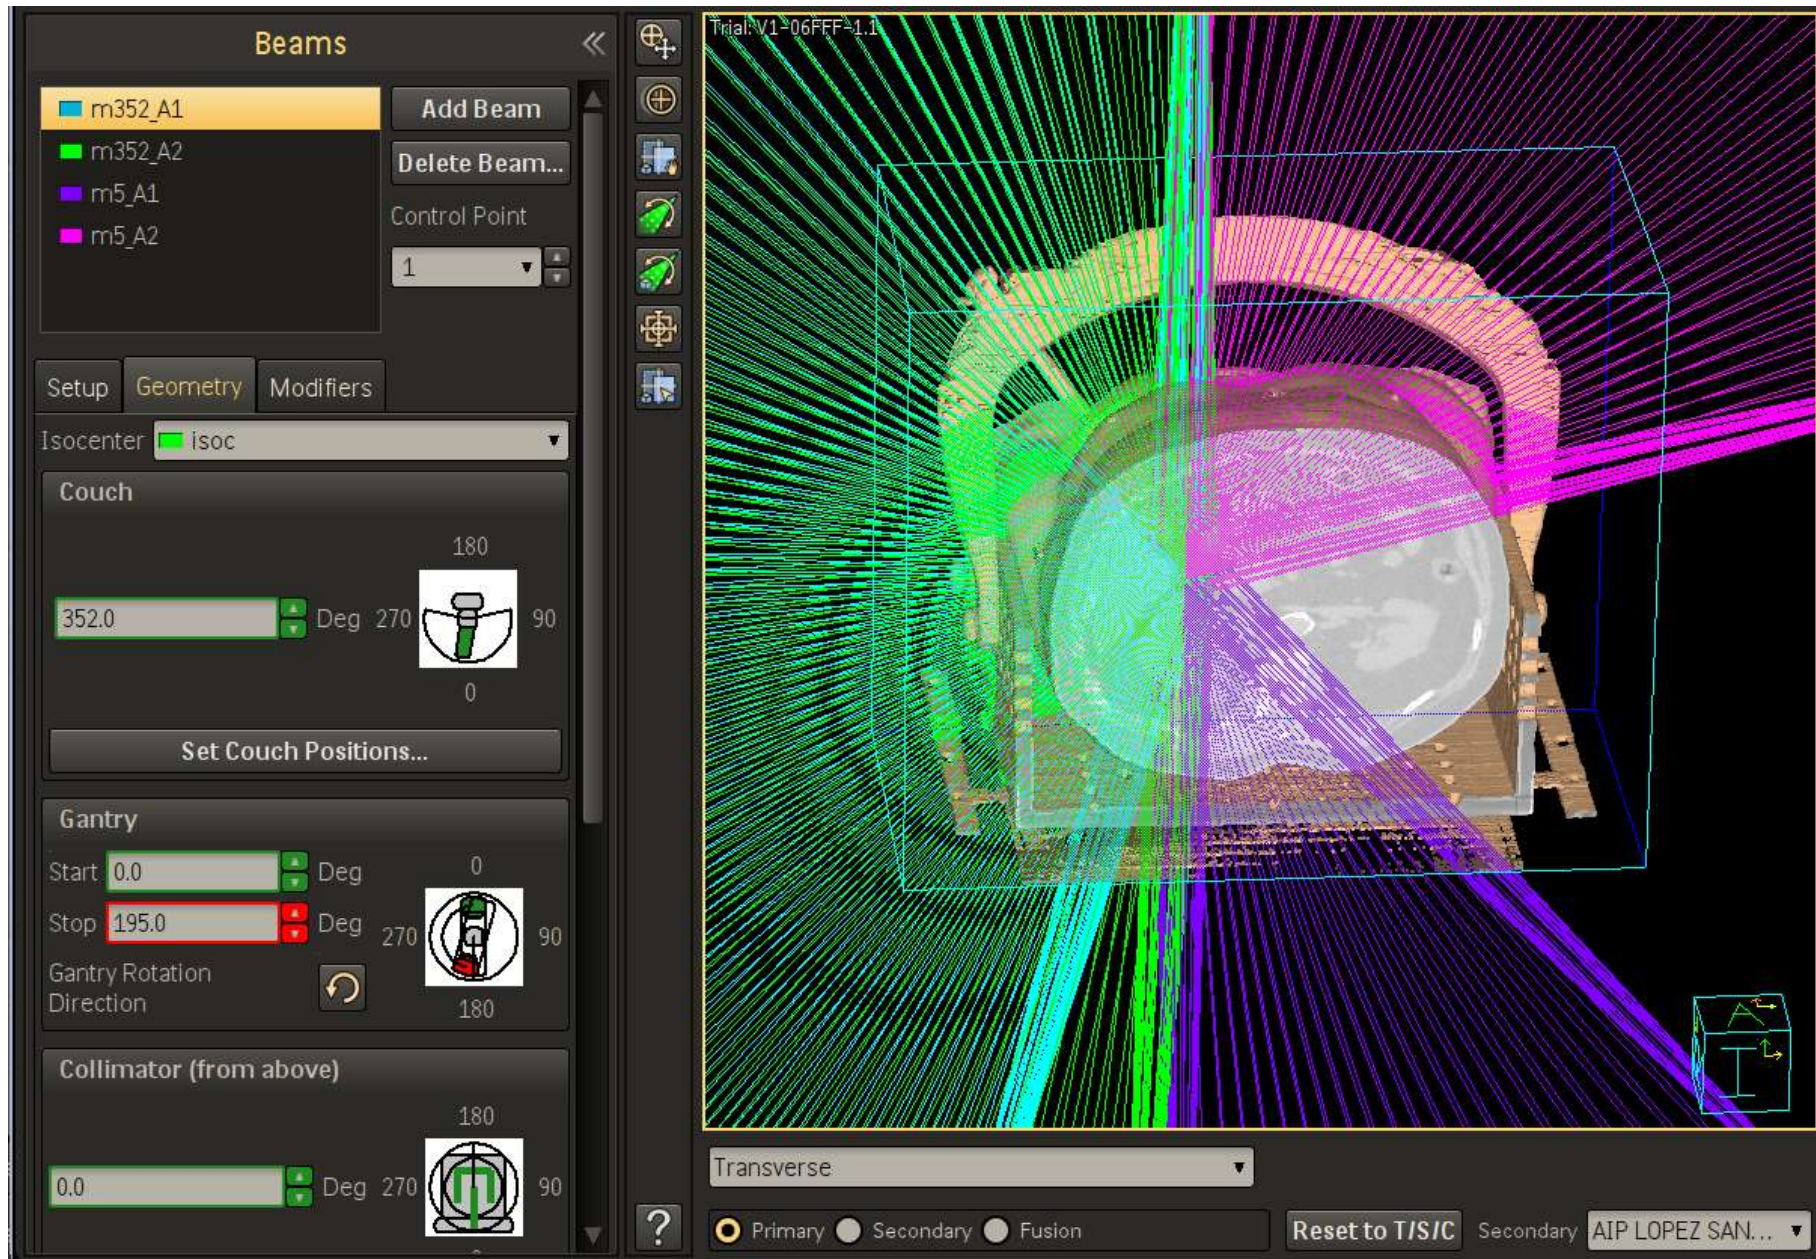 Beams
m352_A1
m352_A2
m5_A1
m5_A2
Add Beam
Delete Beam...
Control Point
1
Setup Geometry Modifiers
Isocenter isoc
Couch
180
352.0 Deg 270 90
0
Set Couch Positions...
Gantry
Start 0.0 Deg 0
Stop 195.0 Deg 270 90
Gantry Rotation
Direction
180
Collimator (from above)
180
0.0 Deg 270 90
?
Trial: V1-06FFF-1.1
A
I
Transverse
Primary Secondary Fusion Reset to T/S/C Secondary AIP LOPEZ SAN...